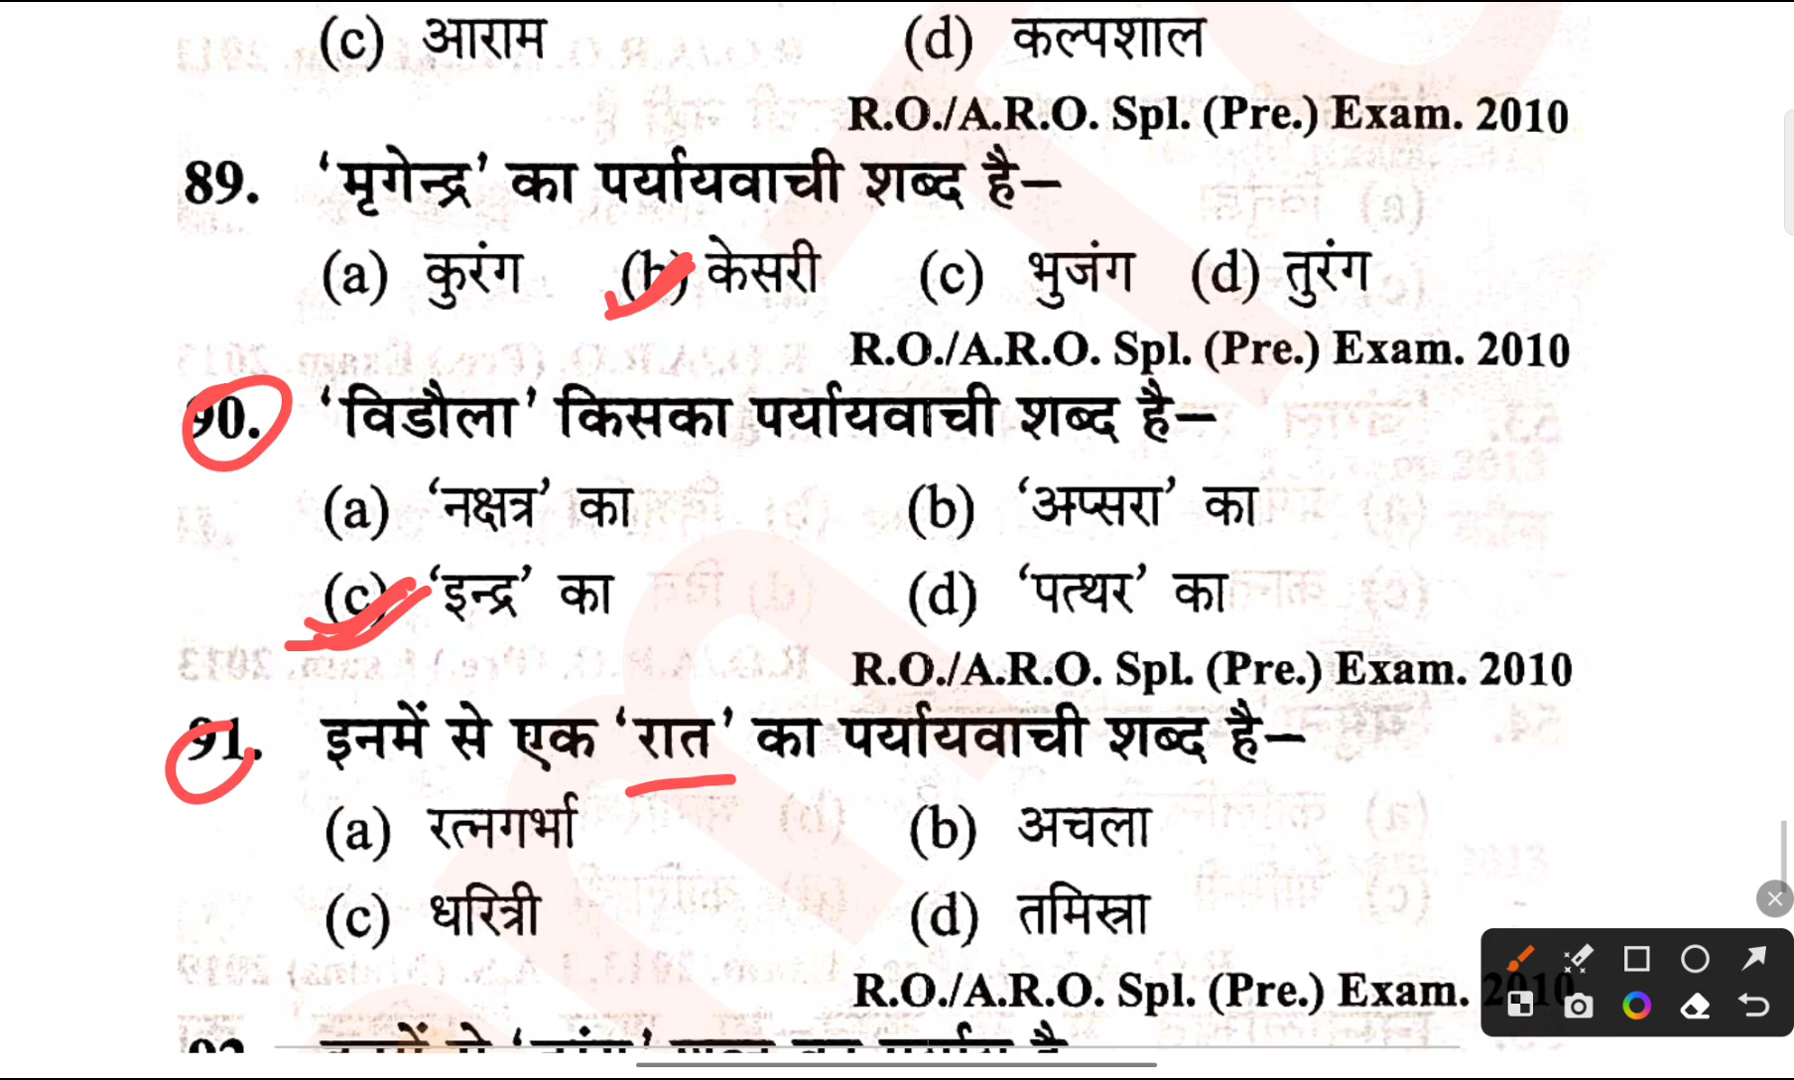 (c) आराम (d) कल्पशाल
R.O./A.R.O. Spl. (Pre.) Exam. 2010
89. ‘मृगेन्द्र’ का पर्यायवाची शब्द है–
(a) कुरंग (b) केसरी (c) भुजंग (d) तुरंग
R.O./A.R.O. Spl. (Pre.) Exam. 2010
90. ‘विडौला’ किसका पर्यायवाची शब्द है–
(a) ‘नक्षत्र’ का (b) ‘अप्सरा’ का
(c) ‘इन्द्र’ का (d) ‘पत्थर’ का
R.O./A.R.O. Spl. (Pre.) Exam. 2010
91. इनमें से एक ‘रात’ का पर्यायवाची शब्द है–
(a) रत्नगर्भा (b) अचला
(c) धरित्री (d) तमिस्रा
R.O./A.R.O. Spl. (Pre.) Exam. 2010